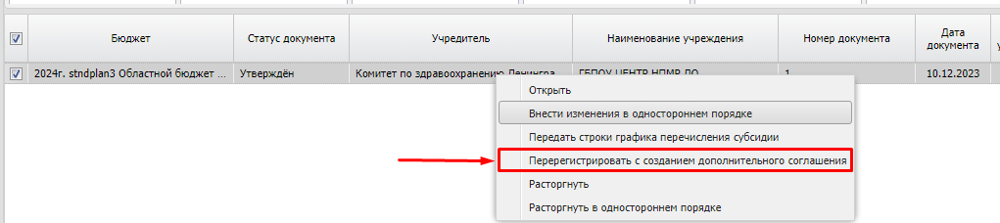 Бюджет
Статус документа
Учредитель
Наименование учреждения
Номер документа
Дата
документа
2024г. stndplan3 Областной бюджет ...
Утверждён
Комитет по здравоохранению Ленингра
ГБПОУ ЦЕНТР НПМР ЛО
1
10.12.2023
Открыть
Внести изменения в одностороннем порядке
Передать строки графика перечисления субсидии
Перерегистрировать с созданием дополнительного соглашения
Расторгнуть
Расторгнуть в одностороннем порядке